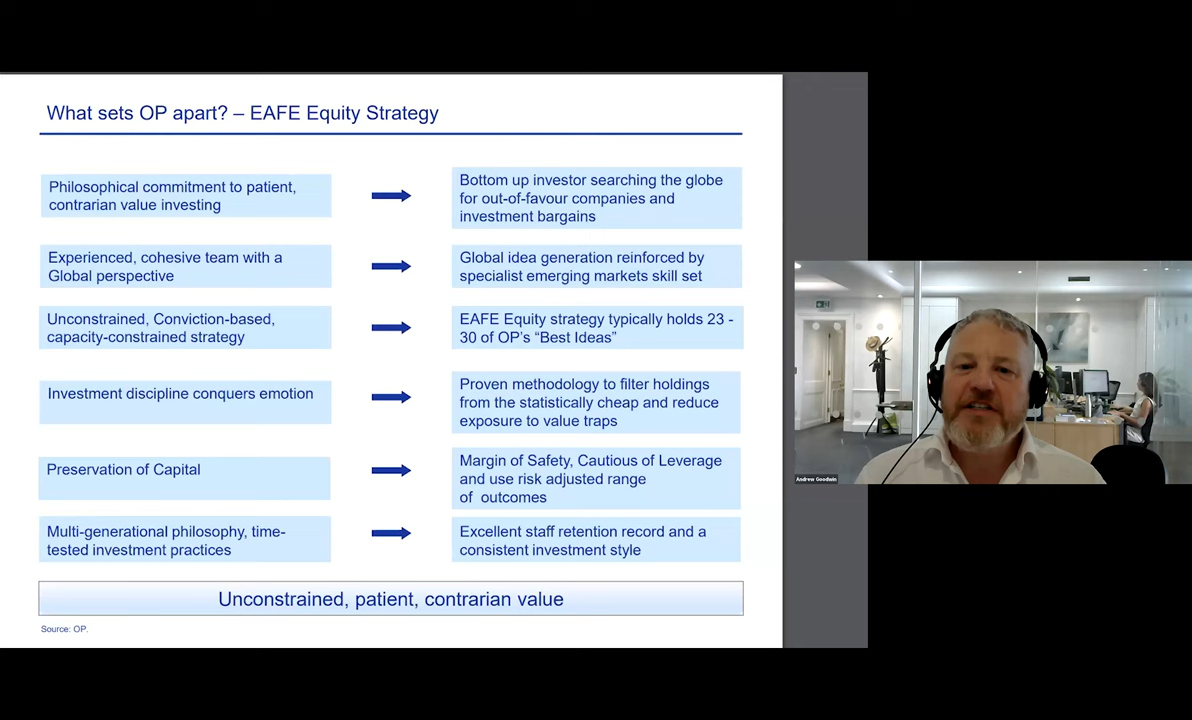 What sets OP apart? – EAFE Equity Strategy
Philosophical commitment to patient,
contrarian value investing
Bottom up investor searching the globe
for out-of-favour companies and
investment bargains
Experienced, cohesive team with a
Global perspective
Global idea generation reinforced by
specialist emerging markets skill set
Unconstrained, Conviction-based,
capacity-constrained strategy
EAFE Equity strategy typically holds 23 -
30 of OP's “Best Ideas”
Investment discipline conquers emotion
Proven methodology to filter holdings
from the statistically cheap and reduce
exposure to value traps
Preservation of Capital
Margin of Safety, Cautious of Leverage
and use risk adjusted range
of  outcomes
Multi-generational philosophy, time-
tested investment practices
Excellent staff retention record and a
consistent investment style
Unconstrained, patient, contrarian value
Source: OP.
Andrew Goodwin